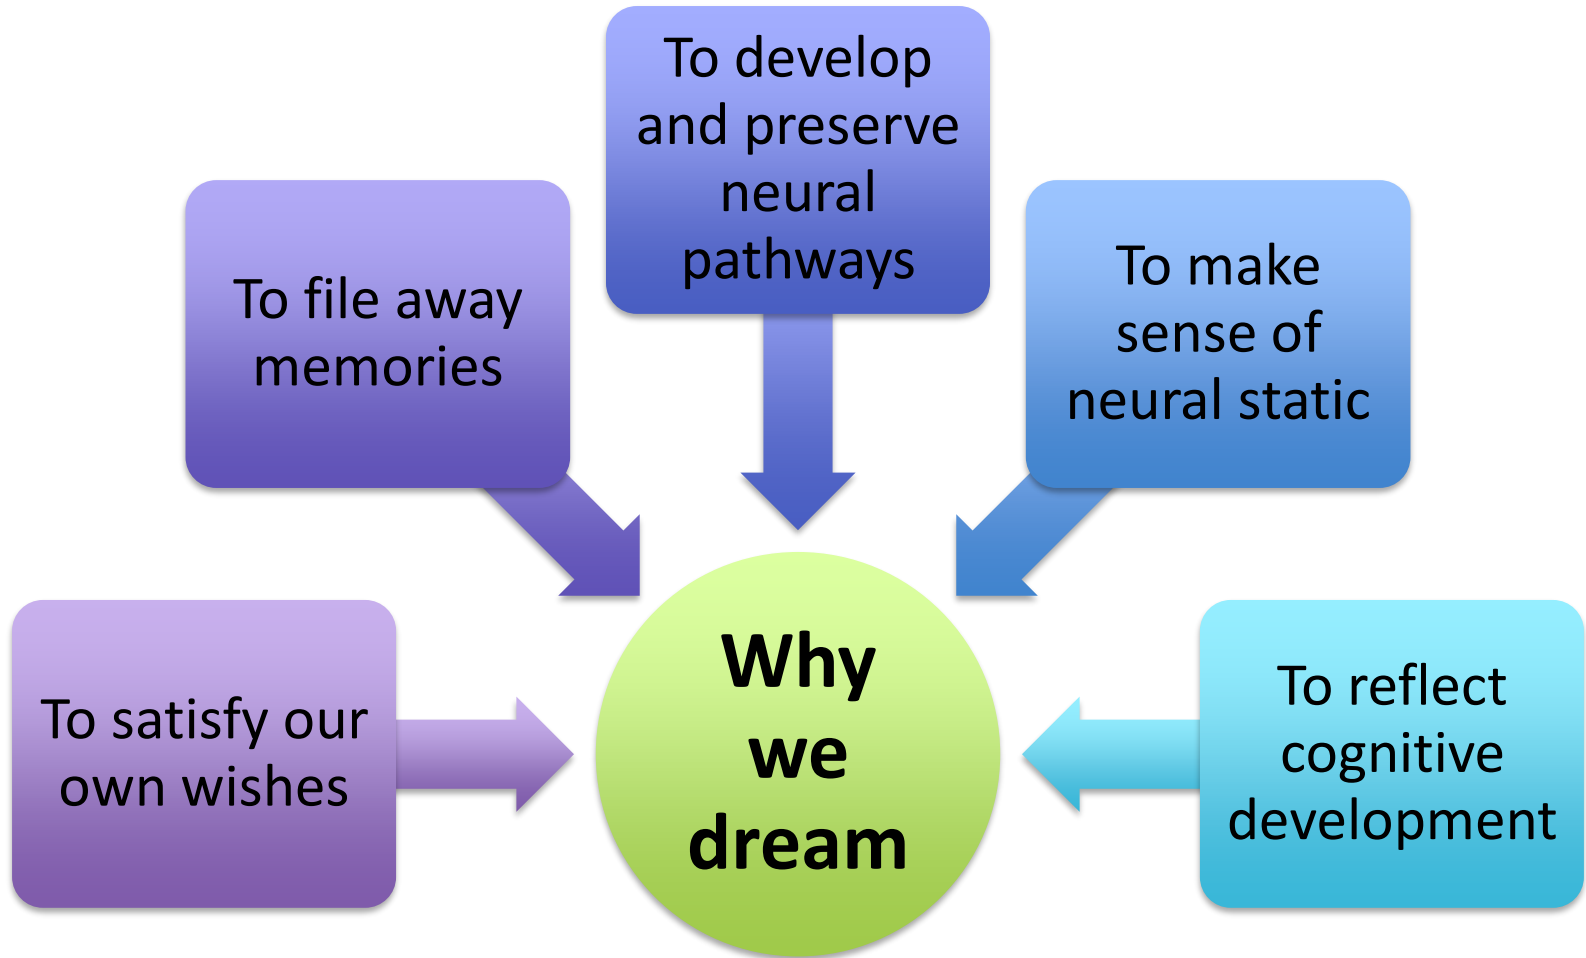 To develop
and preserve
neural
pathways
To file away
memories
To make
sense of
neural static
To satisfy our
own wishes
Why
we
dream
To reflect
cognitive
development